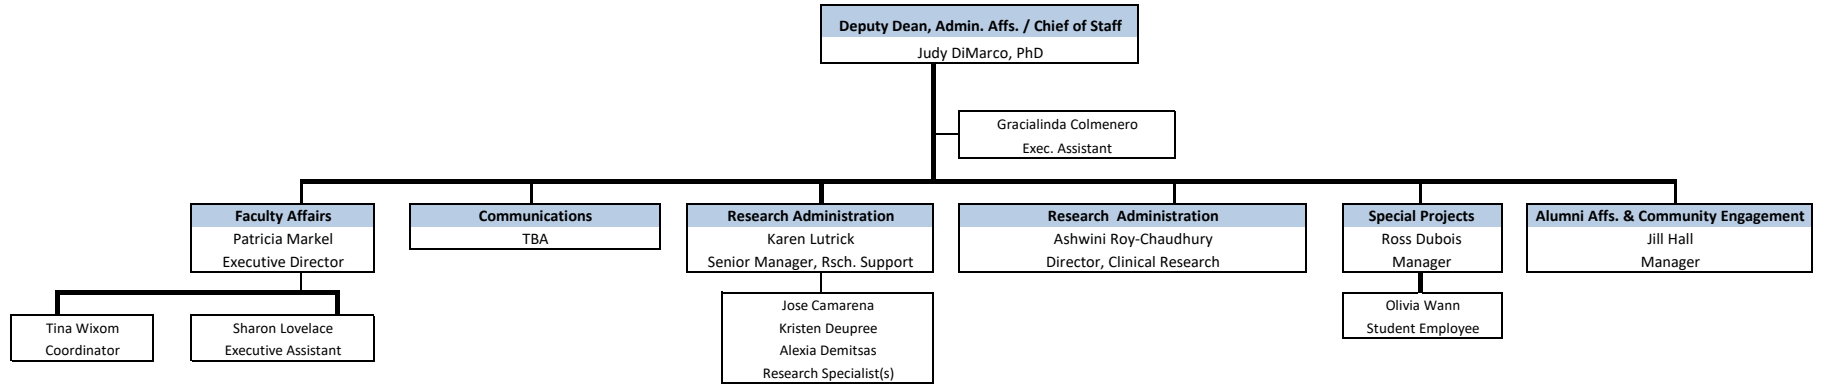 Deputy Dean, Admin. Affs. / Chief of Staff
Judy DiMarco, PhD
Gracialinda Colmenero
Exec. Assistant
Faculty Affairs
Patricia Markel
Executive Director
Communications
TBA
Research Administration
Karen Lutrick
Senior Manager, Rsch. Support
Research Administration
Ashwini Roy-Chaudhury
Director, Clinical Research
Special Projects
Ross Dubois
Manager
Alumni Affs. & Community Engagement
Jill Hall
Manager
Tina Wixom
Coordinator
Sharon Lovelace
Executive Assistant
Jose Camarena
Kristen Deupree
Alexia Demitsas
Research Specialist(s)
Olivia Wann
Student Employee